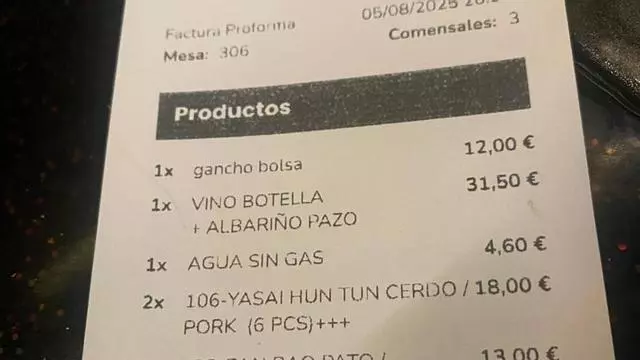 Factura Proforma
05/08/2025
Mesa: 306
Comensales: 3
Productos
1x gancho bolsa 12,00 €
1x VINO BOTELLA 31,50 €
+ ALBARIÑO PAZO
1x AGUA SIN GAS 4,60 €
2x 106-YASAI HUN TUN CERDO / 18,00 €
PORK (6 PCS)+++
13,00 €